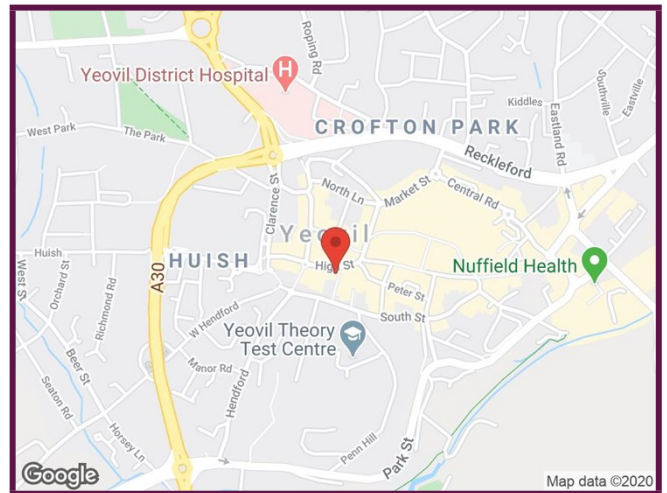 Roping Rd
Yeovil District Hospital
H
Kiddles
Southville
Eastville
Eastland Rd
CROFTON PARK
West Park
The Park
Reckleford
North Ln
Market St
Central Rd
Clarence St
Yeovil
Huish
HUISH
High St
Nuffield Health
West St
Orchard St
Richmond Rd
A30
Peter St
South St
W Hendford
Yeovil Theory
Test Centre
Beer St
Manor Rd
Seaton Rd
Hendford
Horsey Ln
Penn Hill
Park St
Google
Map data ©2020